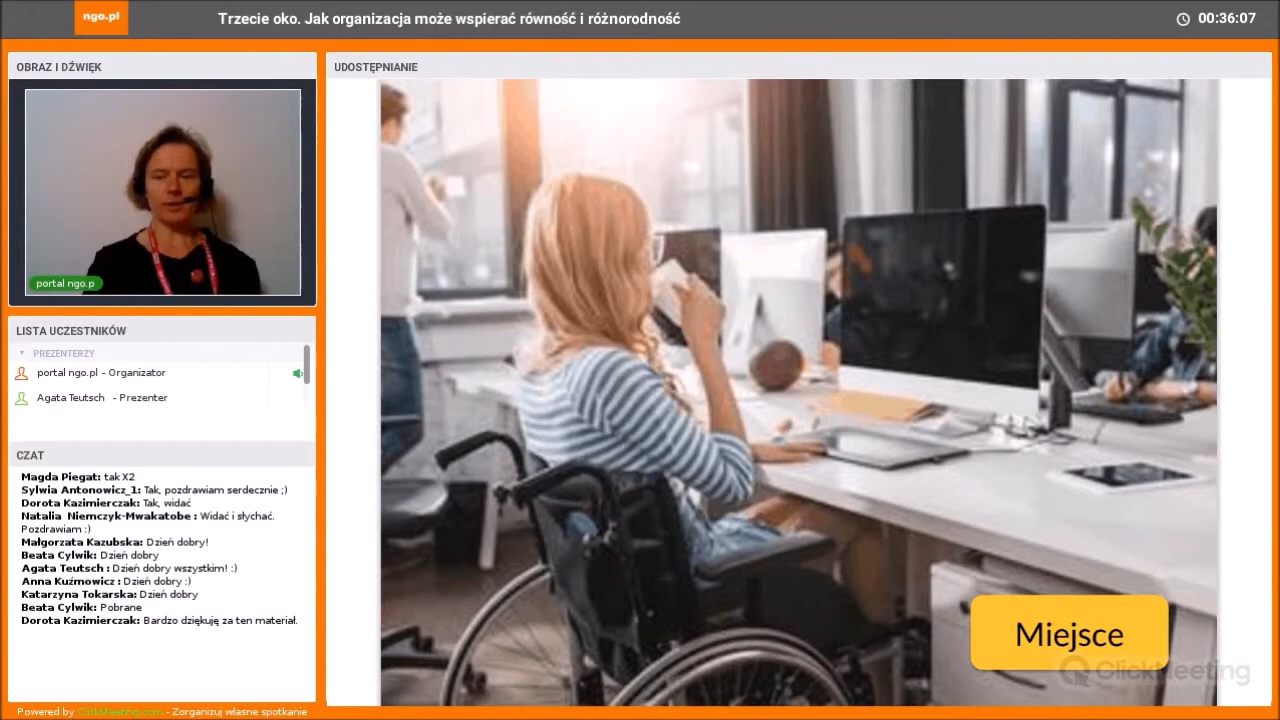 ngo.pl
Trzecie oko. Jak organizacja może wspierać równość i różnorodność
00:36:07
OBRAZ I DŹWIĘK
portal ngo.p
LISTA UCZESTNIKÓW
PREZENTERZY
portal ngo.pl - Organizator
Agata Teutsch - Prezenter
CZAT
Magda Piegat: tak X2
Sylwia Antonowicz_1: Tak, pozdrawiam serdecznie ;)
Dorota Kazimierczak: Tak, widać
Natalia Niemczyk-Mwakatobe : Widać i słychać.
Pozdrawiam :)
Małgorzata Kazubska: Dzień dobry!
Beata Cylwik: Dzień dobry
Agata Teutsch : Dzień dobry wszystkim! :)
Anna Kuźmowicz : Dzień dobry :)
Katarzyna Tokarska: Dzień dobry
Beata Cylwik: Pobrane
Dorota Kazimierczak: Bardzo dziękuję za ten materiał.
Powered by ClickMeeting.com - Zorganizuj własne spotkanie
UDOSTĘPNIANIE
Miejsce
ClickMeeting